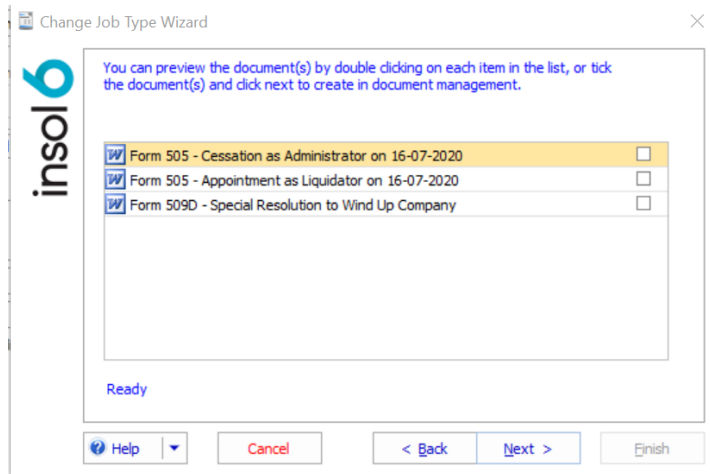 Change Job Type Wizard
insol6
You can preview the document(s) by double clicking on each item in the list, or tick
the document(s) and click next to create in document management.
Form 505 - Cessation as Administrator on 16-07-2020
Form 505 - Appointment as Liquidator on 16-07-2020
Form 509D - Special Resolution to Wind Up Company
Ready
Help
Cancel
< Back
Next >
Finish